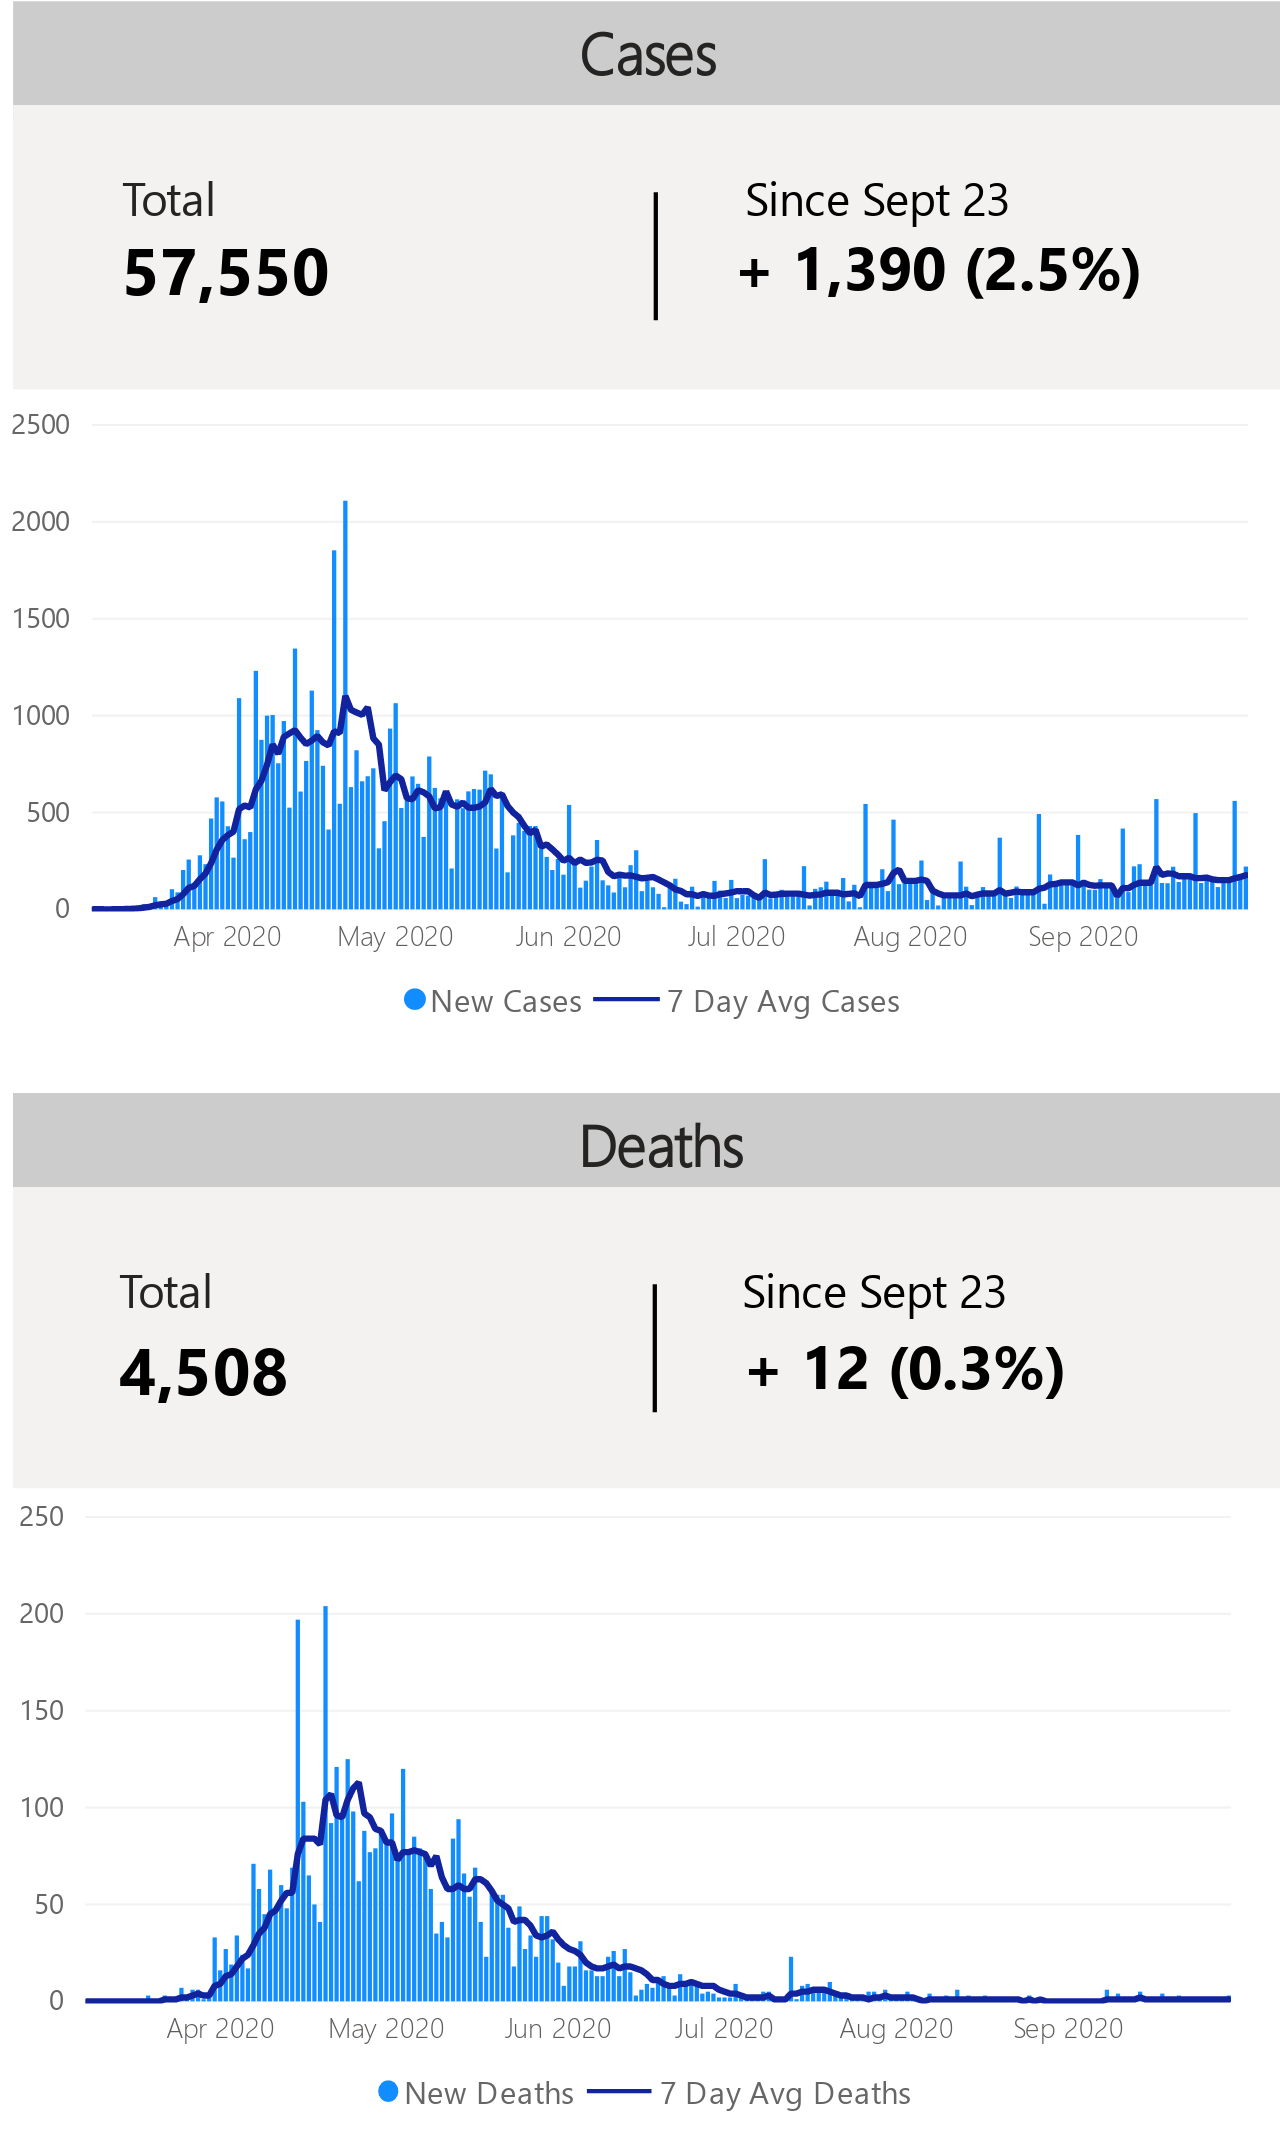 Cases
Total
Since Sept 23
57,550
+ 1,390 (2.5%)
2500
2000
1500
1000
500
0
Apr 2020 May 2020 Jun 2020 Jul 2020 Aug 2020 Sep 2020
New Cases 7 Day Avg Cases
Deaths
Total
Since Sept 23
4,508
+ 12 (0.3%)
250
200
150
100
50
0
Apr 2020 May 2020 Jun 2020 Jul 2020 Aug 2020 Sep 2020
New Deaths 7 Day Avg Deaths